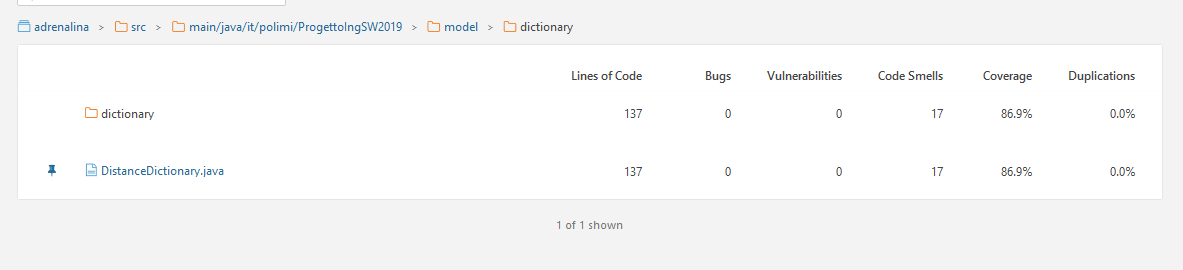 adrenalina > src > main/java/it/polimi/ProgettoIngSW2019 > model > dictionary
Lines of Code Bugs Vulnerabilities Code Smells Coverage Duplications
dictionary 137 0 0 17 86.9% 0.0%
DistanceDictionary.java 137 0 0 17 86.9% 0.0%
1 of 1 shown